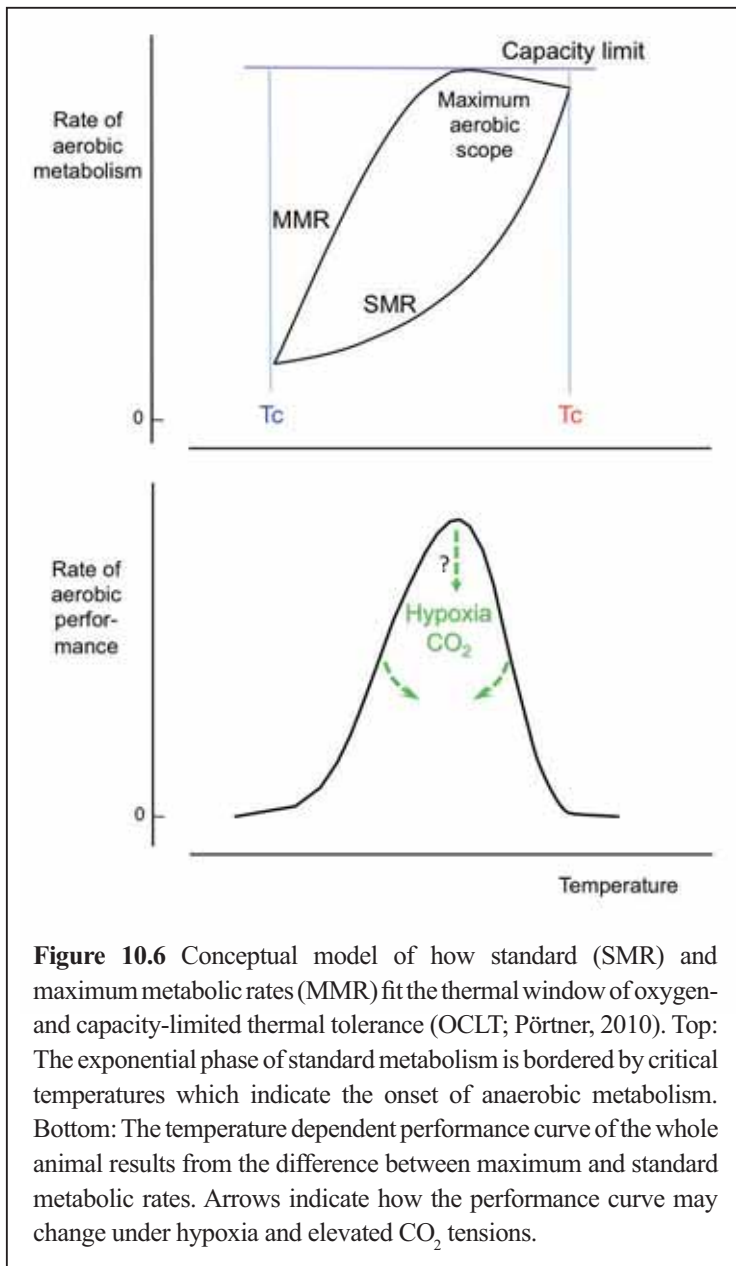 Capacity limit
Rate of
aerobic
metabolism
Maximum
aerobic
scope
MMR
SMR
0
Tc
Tc
Rate of
aerobic
perfor-
mance
?
Hypoxia
CO₂
0
Temperature
Figure 10.6 Conceptual model of how standard (SMR) and
maximum metabolic rates (MMR) fit the thermal window of oxygen-
and capacity-limited thermal tolerance (OCLT; Pörtner, 2010). Top:
The exponential phase of standard metabolism is bordered by critical
temperatures which indicate the onset of anaerobic metabolism.
Bottom: The temperature dependent performance curve of the whole
animal results from the difference between maximum and standard
metabolic rates. Arrows indicate how the performance curve may
change under hypoxia and elevated CO₂ tensions.